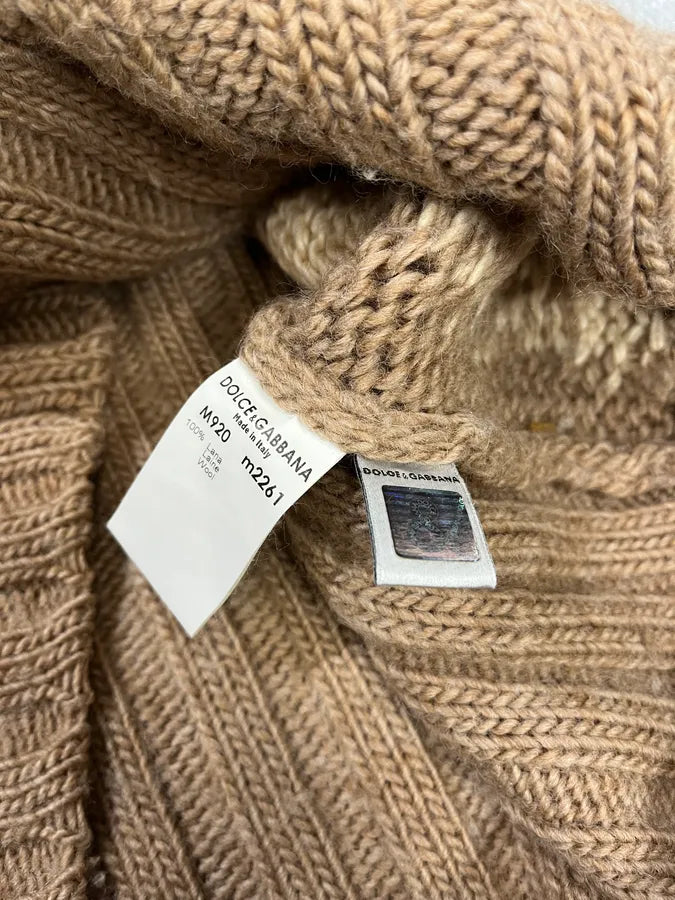 DOLCE&GABBANA
Made in Italy
M920 m2261
100% Lana
Laine
Wool
DOLCE&GABBANA